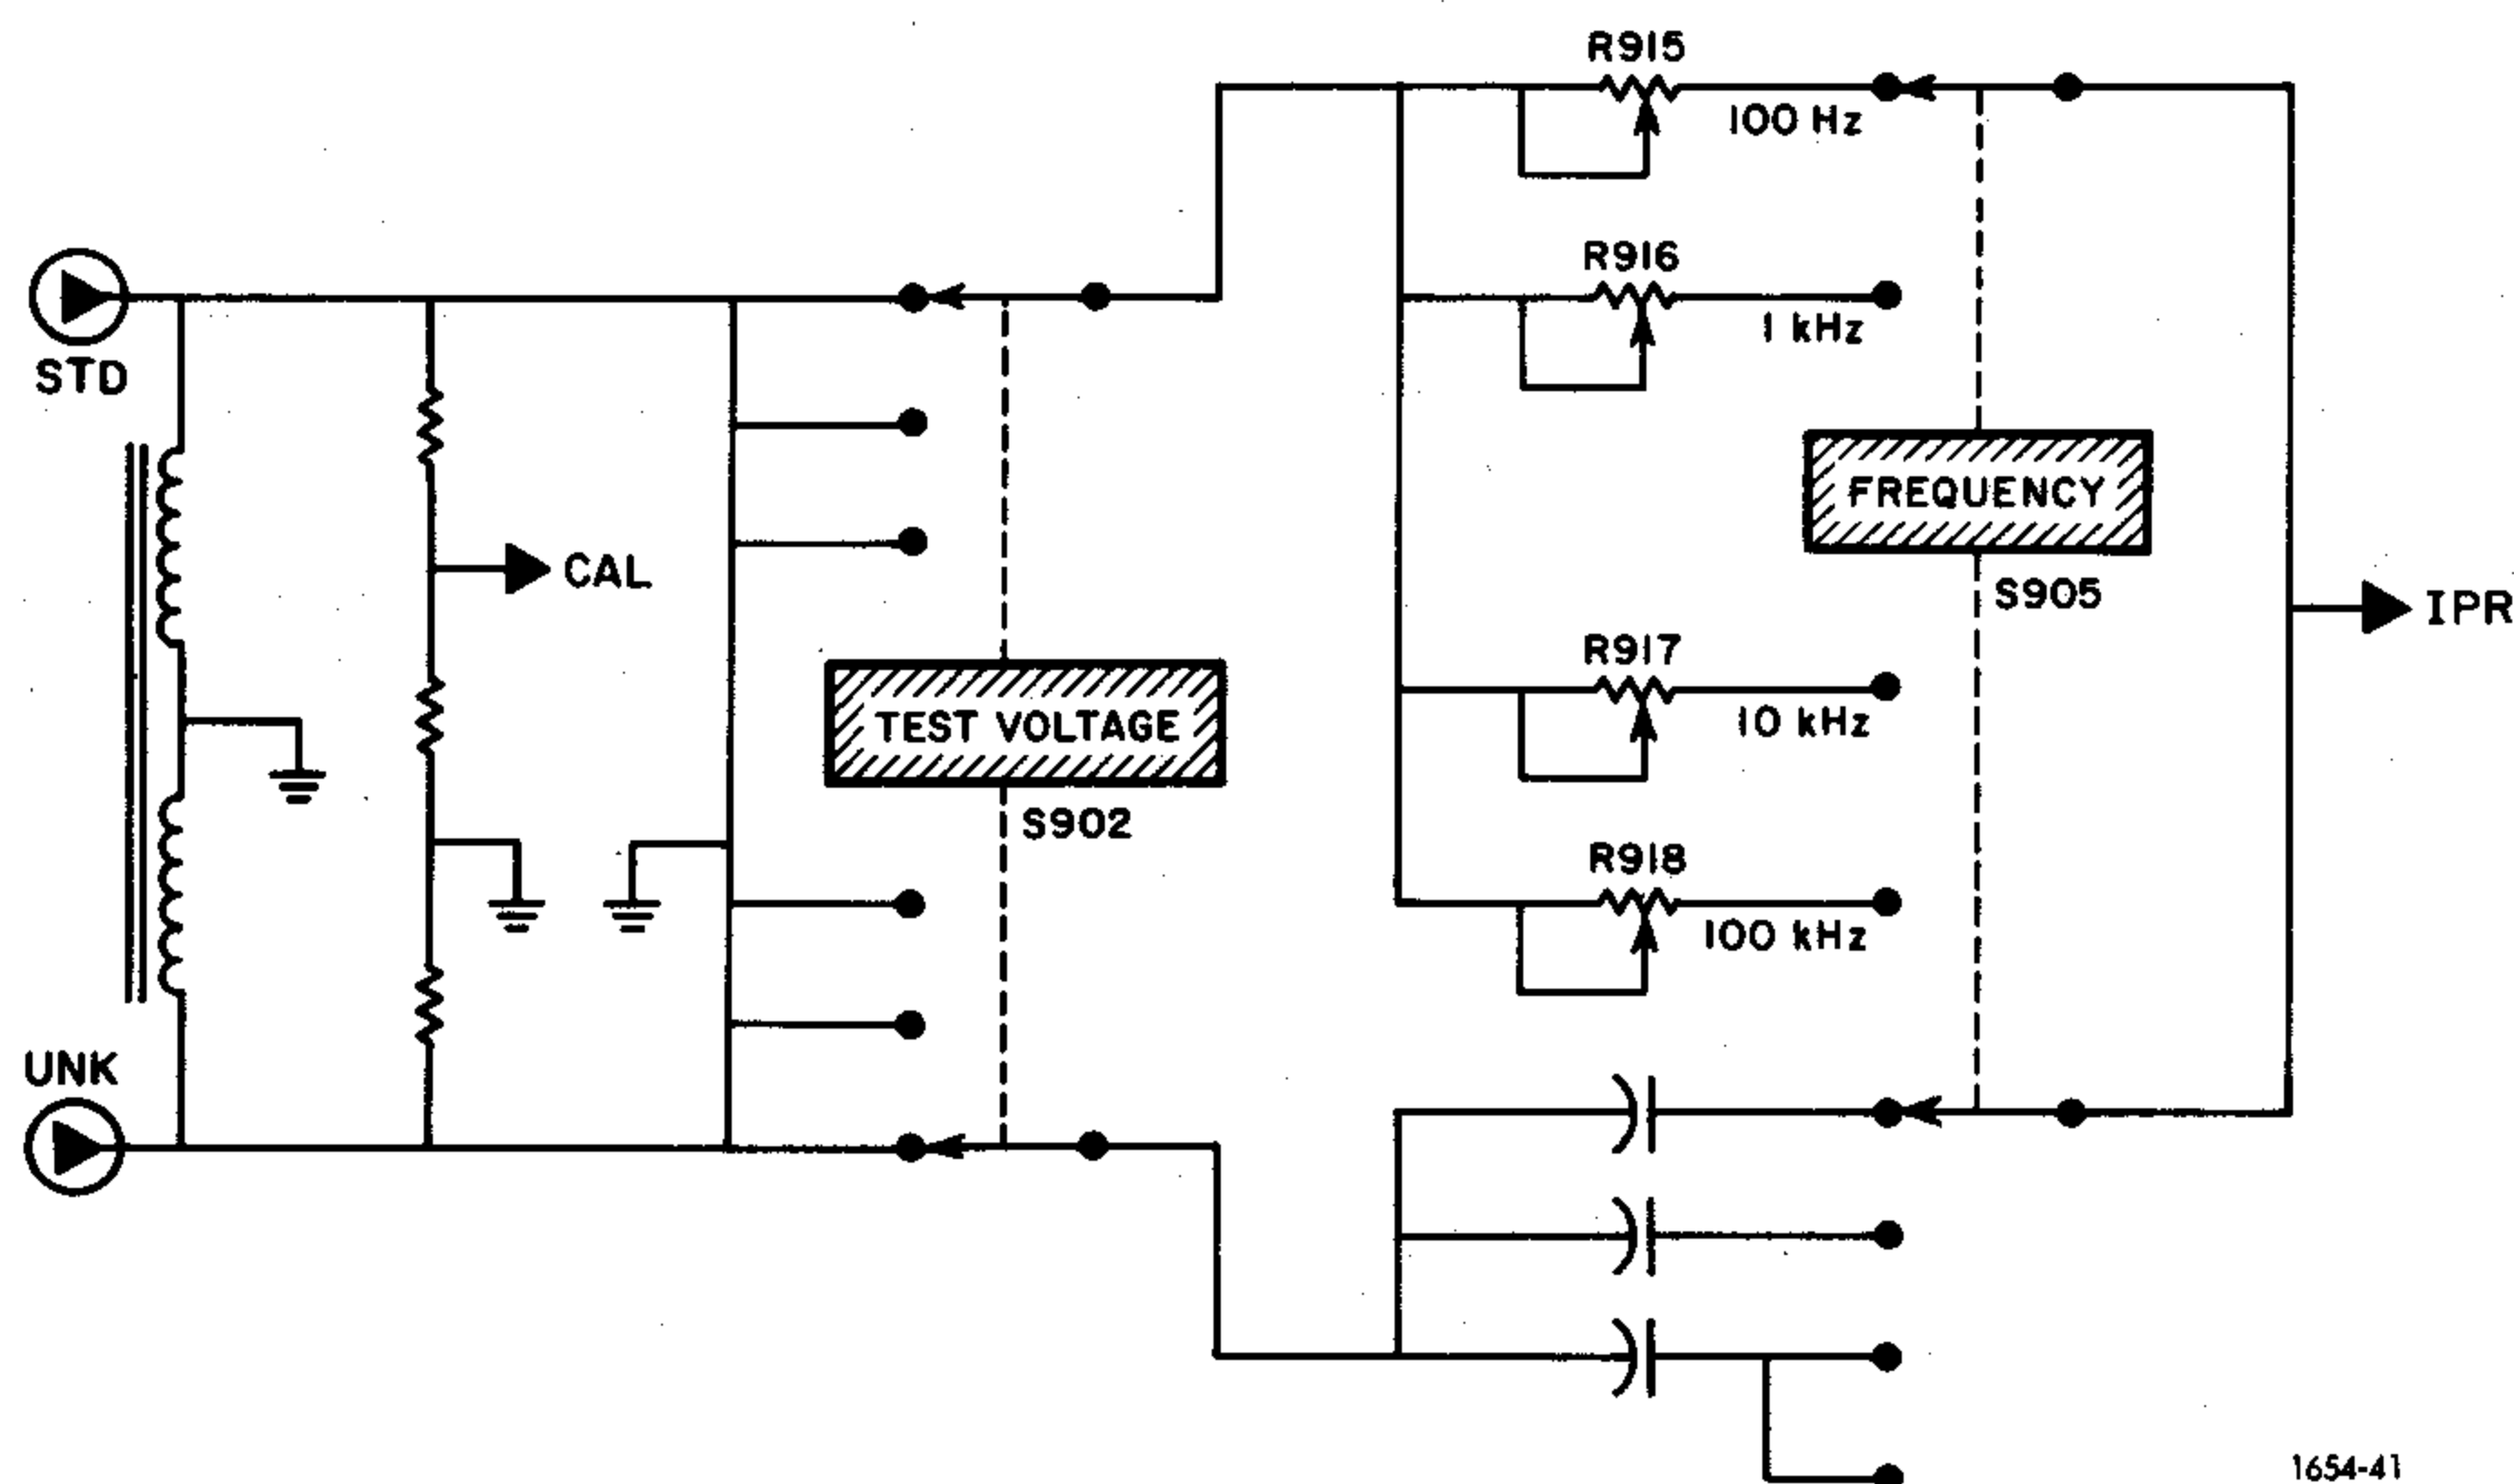 R915
100 Hz
R916
1 kHz
STD
FREQUENCY
S905
CAL
IPR
R917
TEST VOLTAGE
10 kHz
S902
R918
100 kHz
UNK
1654-41